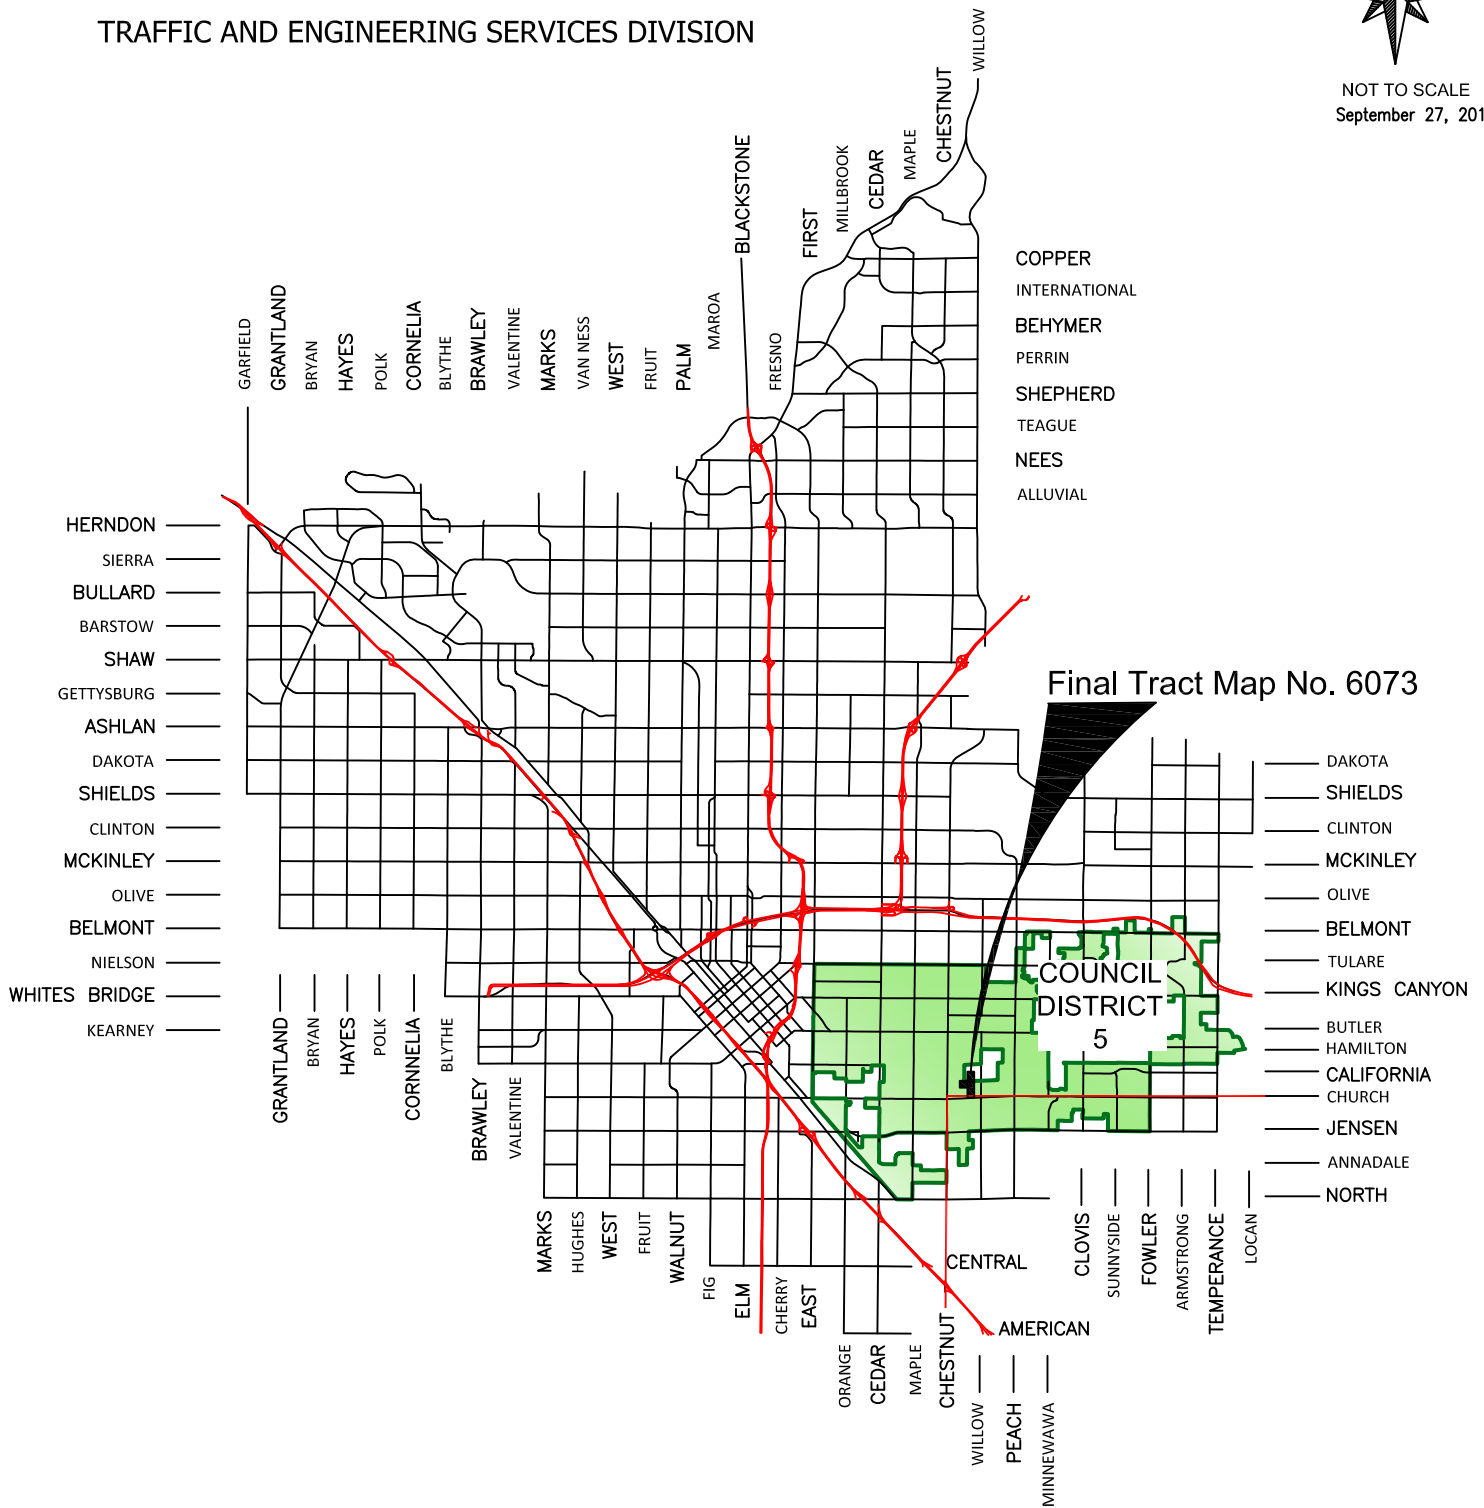 TRAFFIC AND ENGINEERING SERVICES DIVISION
NOT TO SCALE
September 27, 201
WILLOW
CHESTNUT
MAPLE
CEDAR
MILLBROOK
FIRST
BLACKSTONE
FRESNO
MAROA
PALM
FRUIT
WEST
VAN NESS
MARKS
VALENTINE
BRAWLEY
BLYTHE
CORNELIA
POLK
HAYES
BRYAN
GRANTLAND
GARFIELD
COPPER
INTERNATIONAL
BEHYMER
PERRIN
SHEPHERD
TEAGUE
NEES
ALLUVIAL
HERNDON
SIERRA
BULLARD
BARSTOW
SHAW
GETTYSBURG
ASHLAN
DAKOTA
SHIELDS
CLINTON
MCKINLEY
OLIVE
BELMONT
NIELSON
WHITES BRIDGE
KEARNEY
Final Tract Map No. 6073
DAKOTA
SHIELDS
CLINTON
MCKINLEY
OLIVE
BELMONT
TULARE
KINGS CANYON
BUTLER
HAMILTON
CALIFORNIA
CHURCH
JENSEN
ANNADALE
NORTH
COUNCIL
DISTRICT
5
GRANTLAND
BRYAN
HAYES
POLK
CORNNELIA
BLYTHE
BRAWLEY
VALENTINE
MARKS
HUGHES
WEST
FRUIT
WALNUT
FIG
ELM
CHERRY
EAST
ORANGE
CEDAR
MAPLE
CHESTNUT
WILLOW
PEACH
MINNEWAWA
CENTRAL
AMERICAN
CLOVIS
SUNNYSIDE
FOWLER
ARMSTRONG
TEMPERANCE
LOCAN